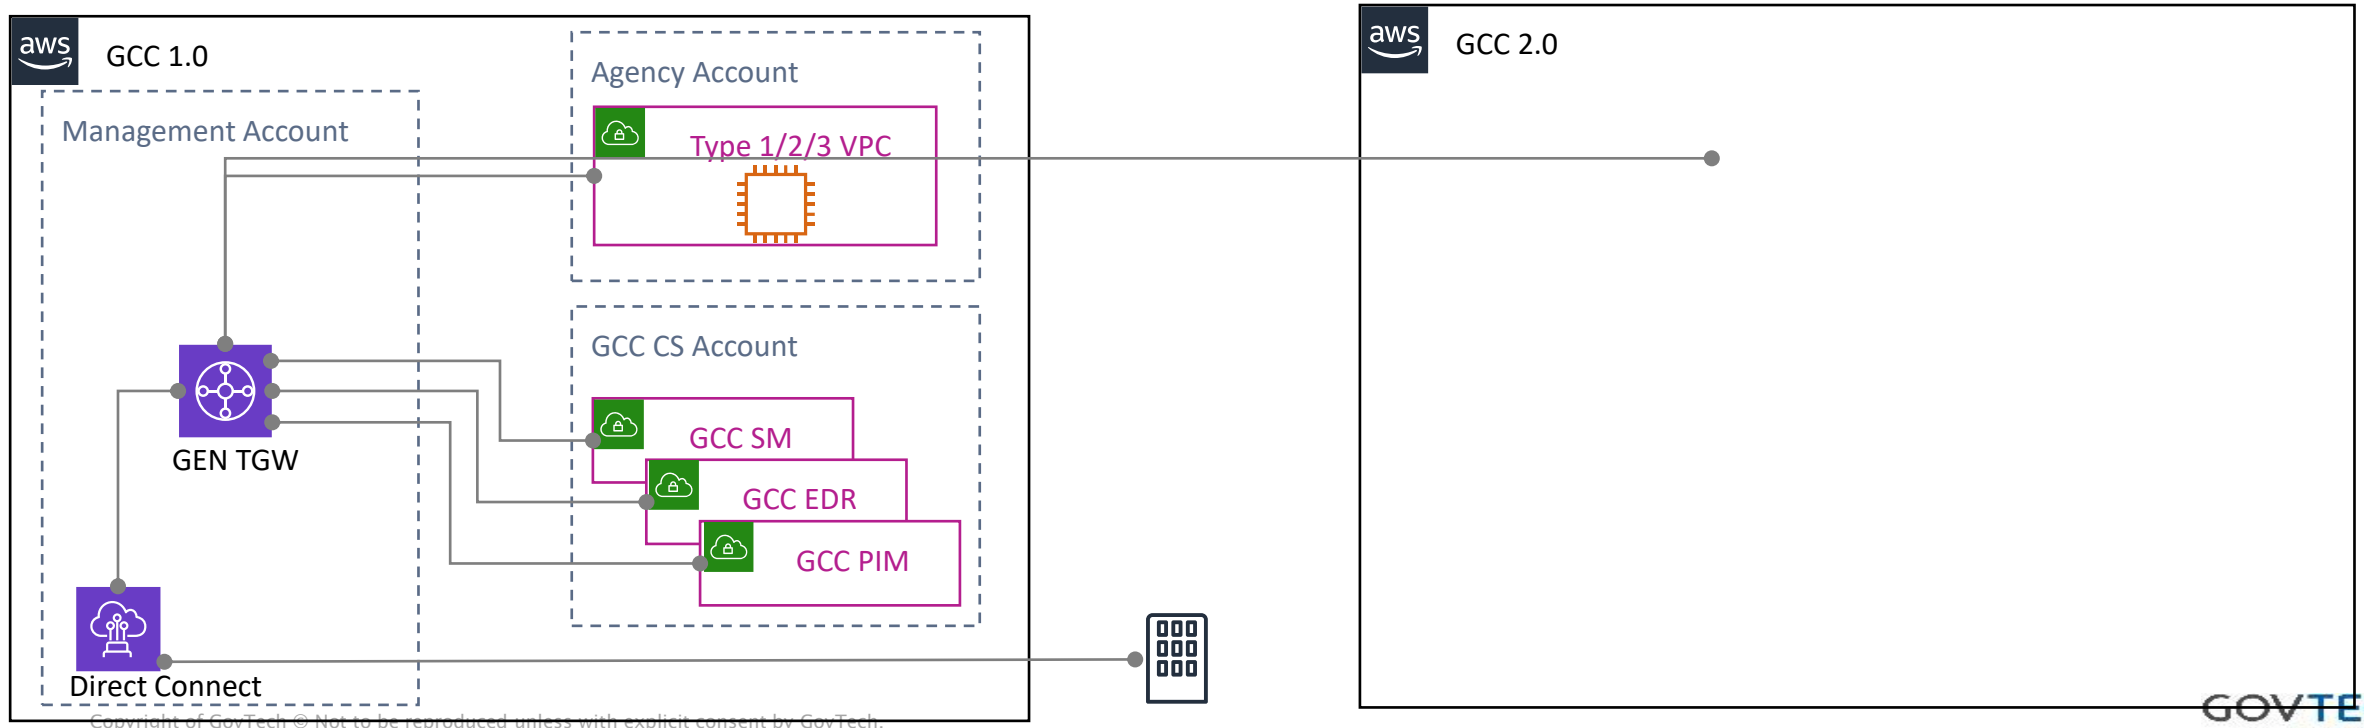 aws
GCC 1.0
Management Account
Agency Account
Type 1/2/3 VPC
GCC CS Account
GCC SM
GCC EDR
GCC PIM
GEN TGW
Direct Connect
Copyright of GovTech © Not to be reproduced unless with explicit consent by GovTech.
aws
GCC 2.0
GOVTE